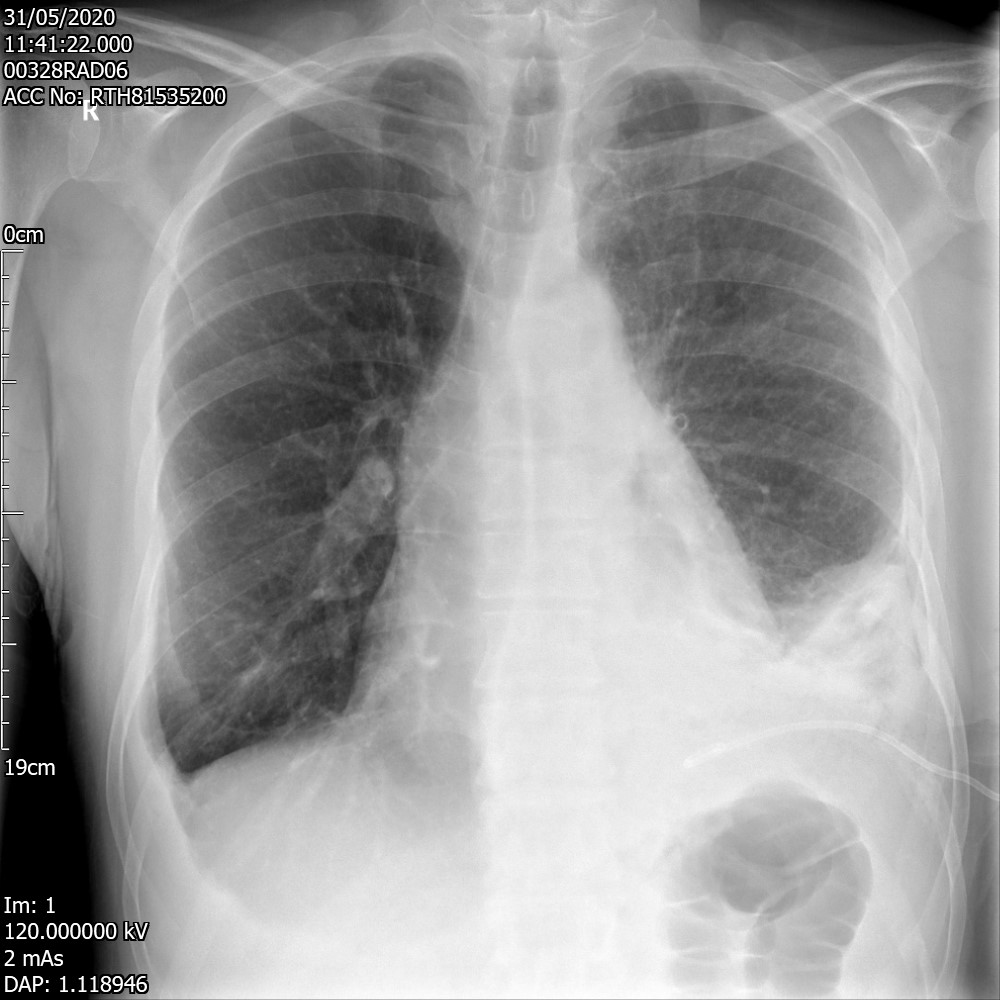 31/05/2020
11:41:22.000
00328RAD06
ACC No: RTH81535200
R
0cm
19cm
Im: 1
120.000000 kV
2 mAs
DAP: 1.118946